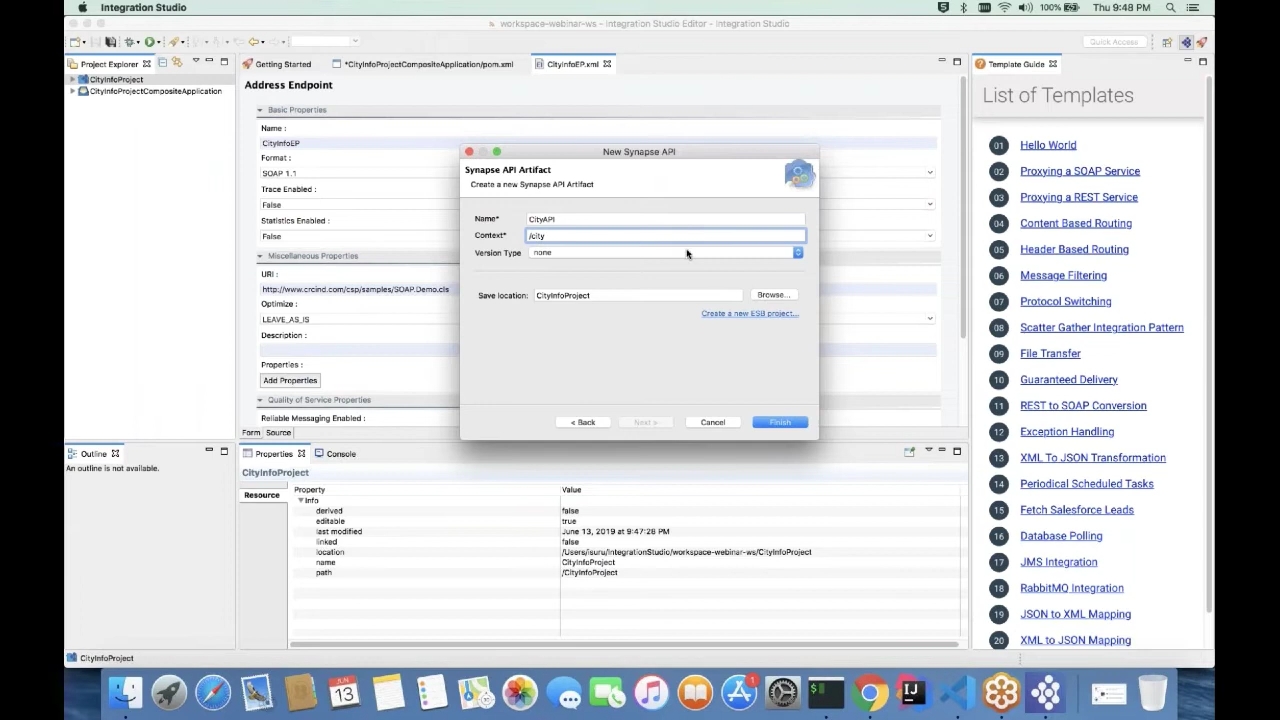 Integration Studio
100%
Thu 9:48 PM
workspace-webinar-ws - Integration Studio Editor - Integration Studio
Quick Access
Project Explorer
Getting Started
*CityInfoProjectCompositeApplication/pom.xml
CityInfoEP.xml
Template Guide
CityInfoProject
CityInfoProjectCompositeApplication
Address Endpoint
Basic Properties
Name :
CityInfoEP
Format :
SOAP 1.1
Trace Enabled :
False
Statistics Enabled :
False
Miscellaneous Properties
URI :
http://www.crcind.com/csp/samples/SOAP.Demo.cls
Optimize :
LEAVE_AS_IS
Description :
Properties :
Add Properties
Quality of Service Properties
Reliable Messaging Enabled :
Form
Source
New Synapse API
Synapse API Artifact
Create a new Synapse API Artifact
Name*
CityAPI
Context*
/city
Version Type
none
Save location:
CityInfoProject
Browse...
Create a new ESB project...
< Back
Next >
Cancel
Finish
List of Templates
01 Hello World
02 Proxying a SOAP Service
03 Proxying a REST Service
04 Content Based Routing
05 Header Based Routing
06 Message Filtering
07 Protocol Switching
08 Scatter Gather Integration Pattern
09 File Transfer
10 Guaranteed Delivery
11 REST to SOAP Conversion
12 Exception Handling
13 XML To JSON Transformation
14 Periodical Scheduled Tasks
15 Fetch Salesforce Leads
16 Database Polling
17 JMS Integration
18 RabbitMQ Integration
19 JSON to XML Mapping
20 XML to JSON Mapping
Outline
An outline is not available.
Properties
Console
CityInfoProject
Resource
Property Value
Info
derived false
editable true
last modified June 13, 2019 at 9:47:28 PM
linked false
location /Users/isuru/IntegrationStudio/workspace-webinar-ws/CityInfoProject
name CityInfoProject
path /CityInfoProject
CityInfoProject
JUN
13
1